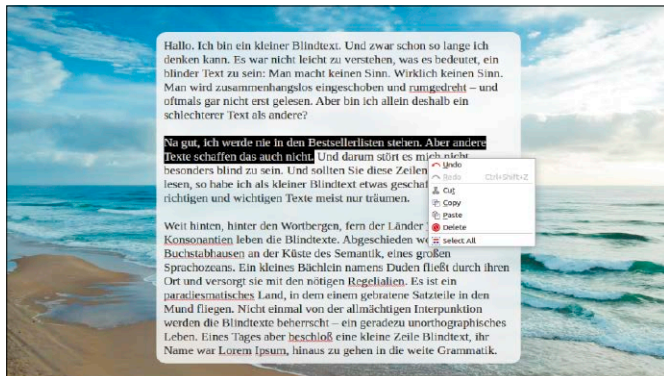 Hallo. Ich bin ein kleiner Blindtext. Und zwar schon so lange ich
denken kann. Es war nicht leicht zu verstehen, was es bedeutet, ein
blinder Text zu sein: Man macht keinen Sinn. Wirklich keinen Sinn.
Man wird zusammenhangslos eingeschoben und rumgedreht – und
oftmals gar nicht erst gelesen. Aber bin ich allein deshalb ein
schlechterer Text als andere?
Na gut, ich werde nie in den Bestsellerlisten stehen. Aber andere
Texte schaffen das auch nicht. Und darum stört es mich nicht
besonders blind zu sein. Und sollten Sie diese Zeilen
lesen, so habe ich als kleiner Blindtext etwas
richtigen und wichtigen Texte meist nur träumen.
Undo
Redo Ctrl+Shift+Z
Cut
Copy
Paste
Delete
Select All
Weit hinten, hinter den Wortbergen, fern der Länder
Konsonantien leben die Blindtexte. Abgeschieden
Buchstabhausen an der Küste des Semantik, eines großen
Sprachozeans. Ein kleines Bächlein namens Duden fließt durch ihren
Ort und versorgt sie mit den nötigen Regelialien. Es ist ein
paradiesmatisches Land, in dem einem gebratene Satzteile in den
Mund fliegen. Nicht einmal von der allmächtigen Interpunktion
werden die Blindtexte beherrscht – ein geradezu unorthographisches
Leben. Eines Tages aber beschloß eine kleine Zeile Blindtext, ihr
Name war Lorem Ipsum, hinaus zu gehen in die weite Grammatik.